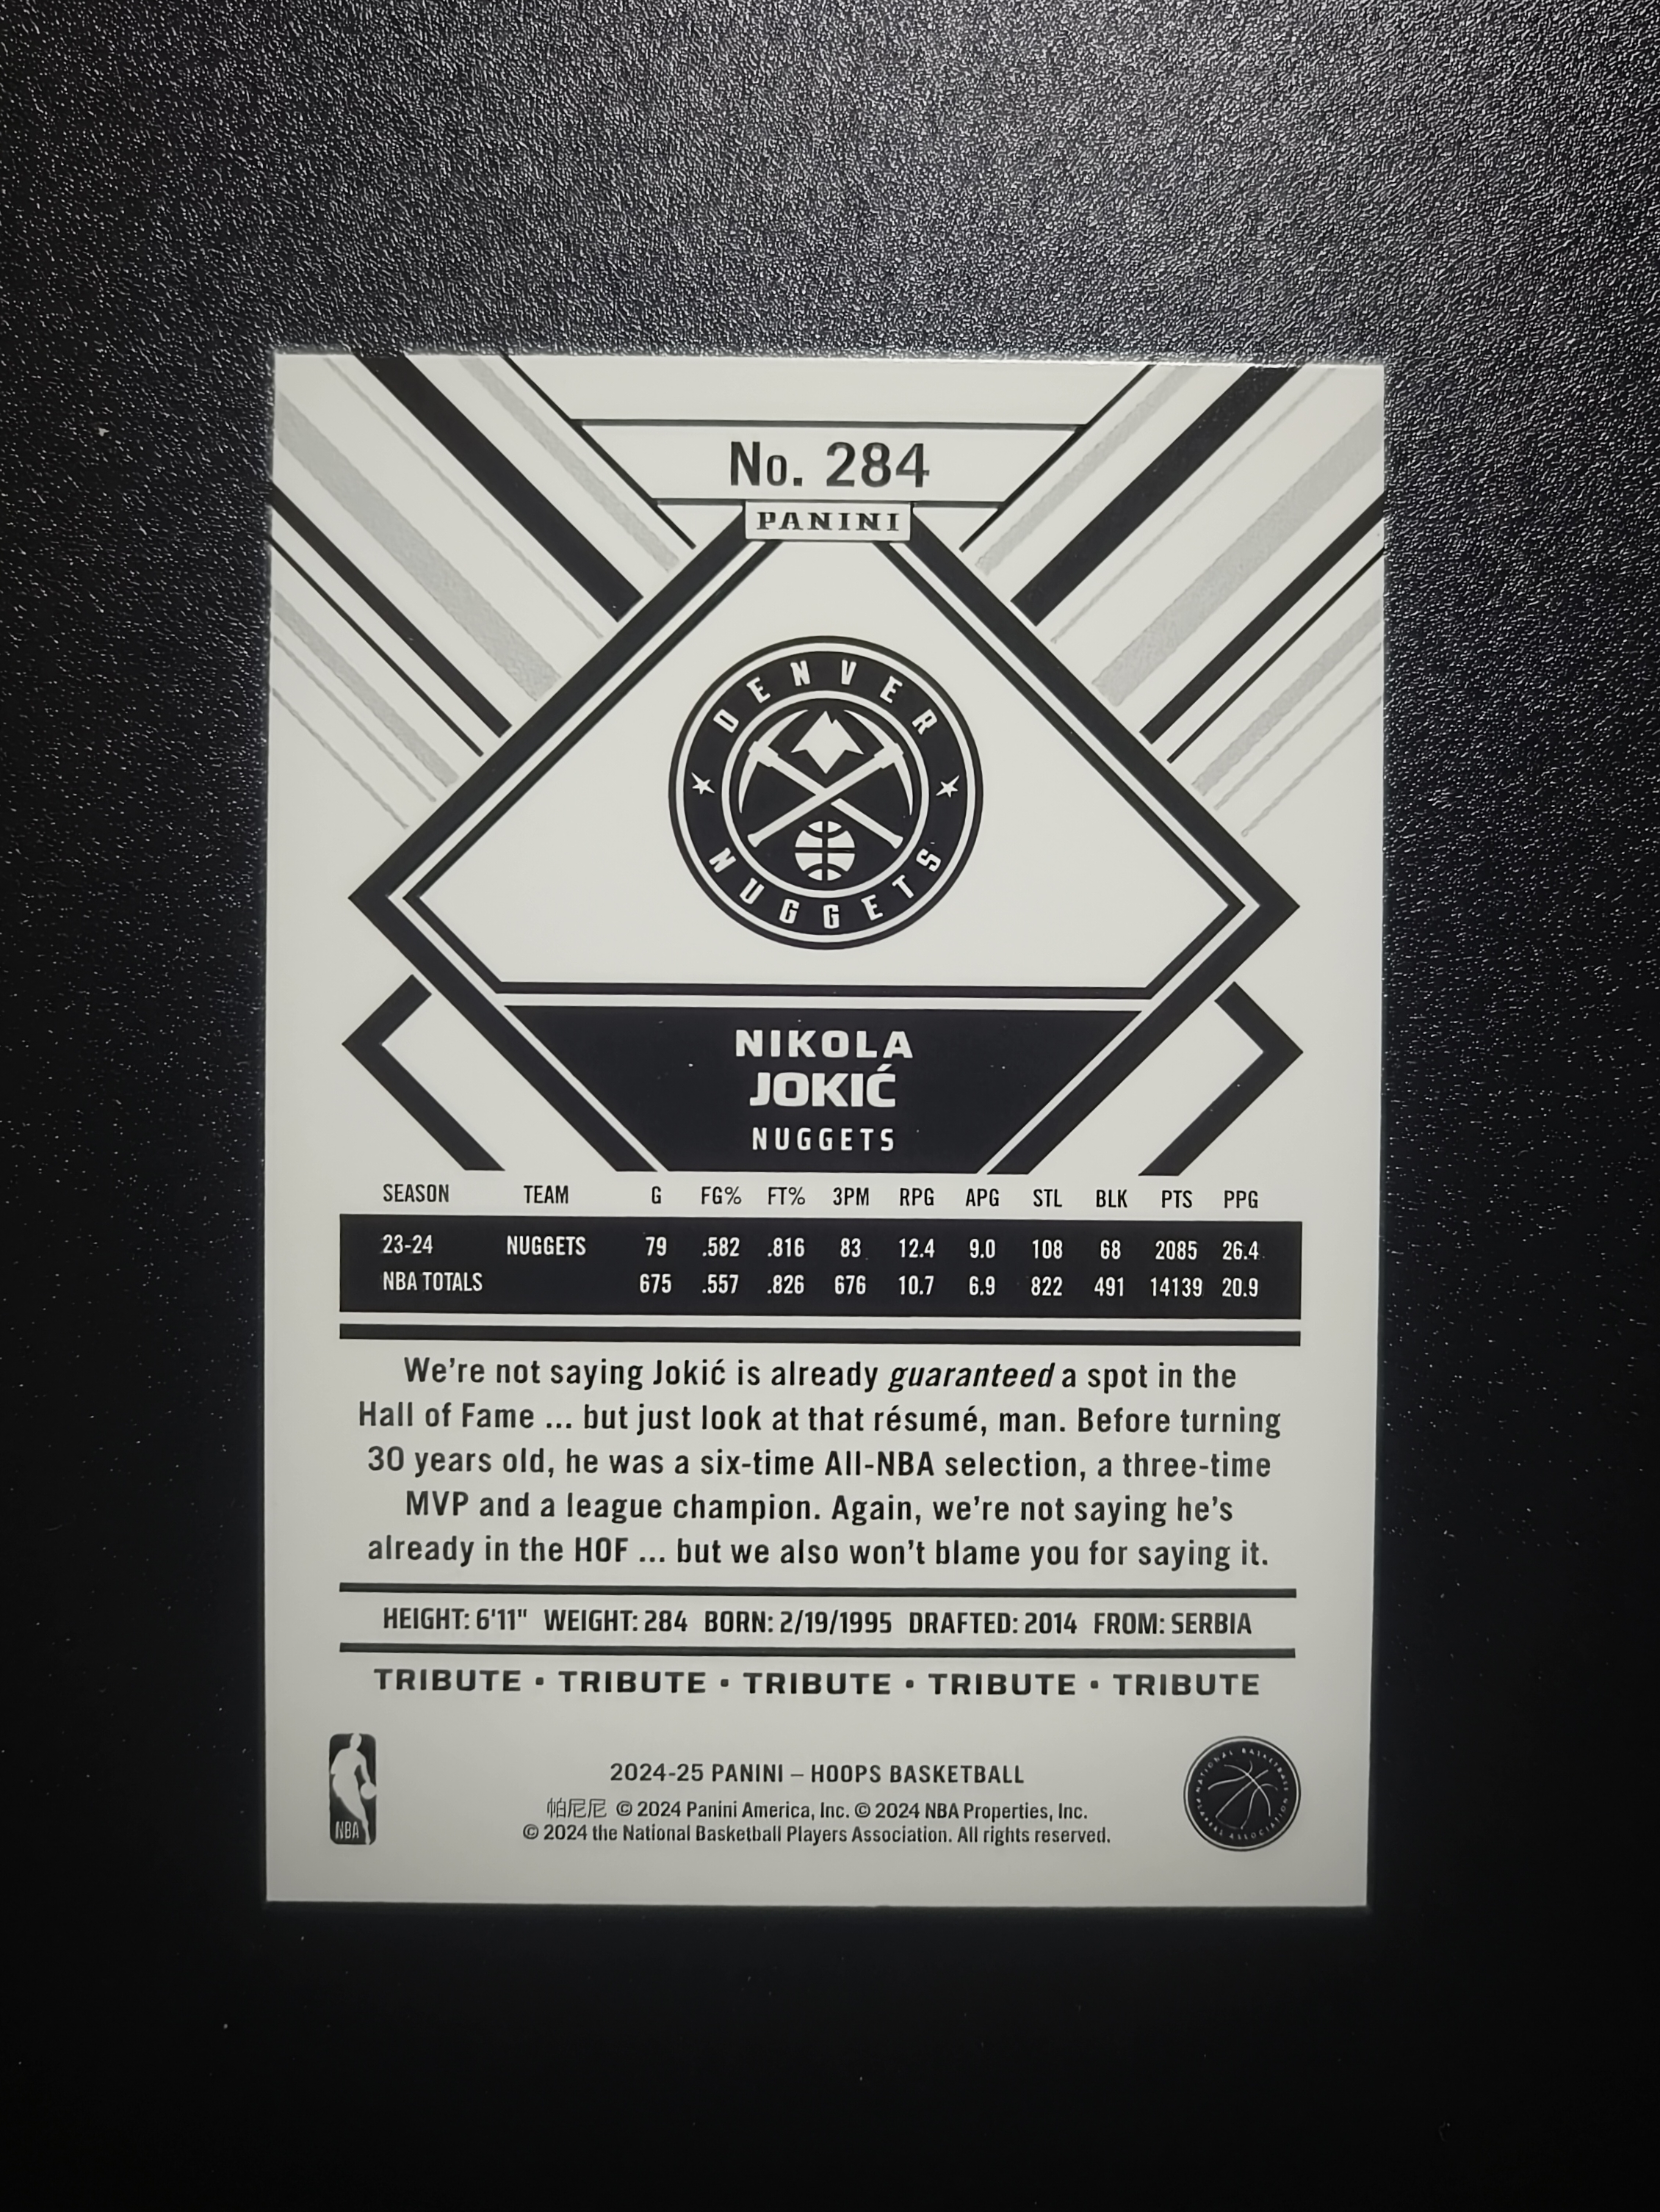 No. 284
PANINI
DENVER
NUGGETS
NIKOLA
JOKIĆ
NUGGETS
SEASON TEAM G FG% FT% 3PM RPG APG STL BLK PTS PPG
23-24 NUGGETS 79 .582 .816 83 12.4 9.0 108 68 2085 26.4
NBA TOTALS 675 .557 .826 676 10.7 6.9 822 491 14139 20.9
We're not saying Jokić is already guaranteed a spot in the
Hall of Fame ... but just look at that résumé, man. Before turning
30 years old, he was a six-time All-NBA selection, a three-time
MVP and a league champion. Again, we're not saying he's
already in the HOF ... but we also won't blame you for saying it.
HEIGHT: 6'11" WEIGHT: 284 BORN: 2/19/1995 DRAFTED: 2014 FROM: SERBIA
TRIBUTE • TRIBUTE • TRIBUTE • TRIBUTE • TRIBUTE
NBA
2024-25 PANINI – HOOPS BASKETBALL
帕尼尼 © 2024 Panini America, Inc. © 2024 NBA Properties, Inc.
© 2024 the National Basketball Players Association. All rights reserved.
NATIONAL BASKETBALL
PLAYERS ASSOCIATION